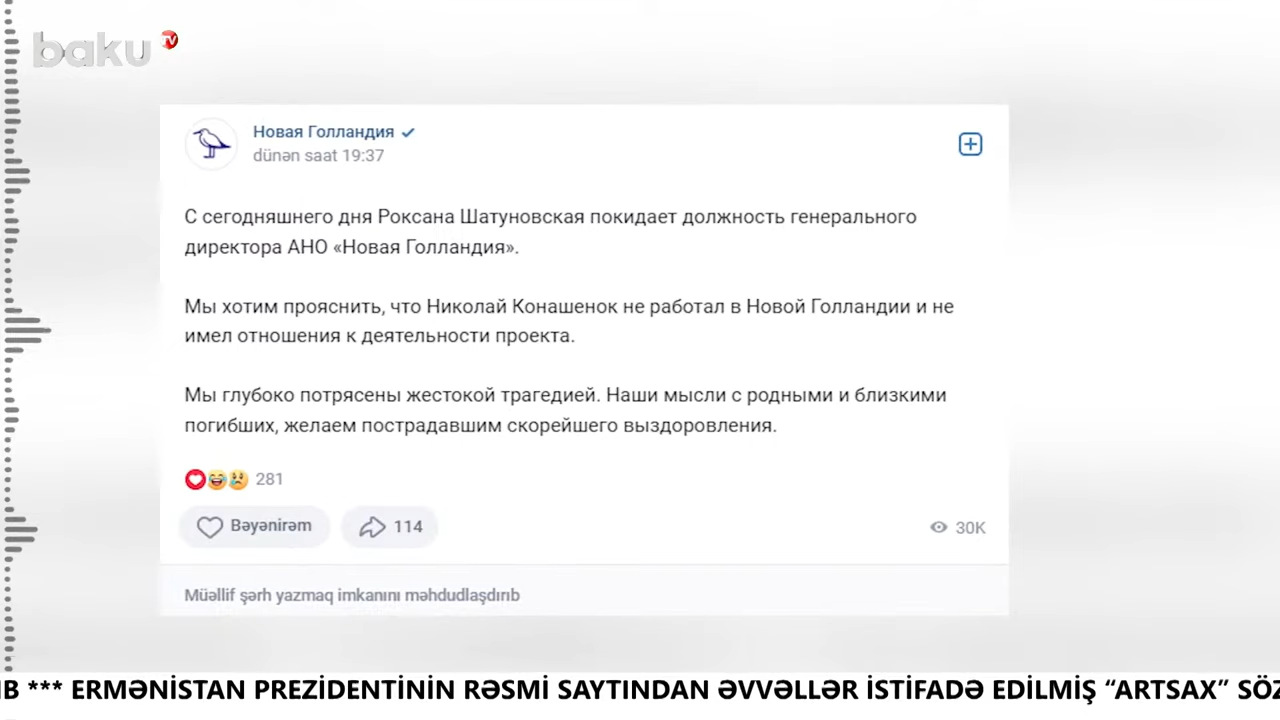 baku TV
Новая Голландия
dünən saat 19:37
С сегодняшнего дня Роксана Шатуновская покидает должность генерального
директора АНО «Новая Голландия».
Мы хотим прояснить, что Николай Конашенок не работал в Новой Голландии и не
имел отношения к деятельности проекта.
Мы глубоко потрясены жестокой трагедией. Наши мысли с родными и близкими
погибших, желаем пострадавшим скорейшего выздоровления.
281
Bəyənirəm 114 30K
Müəllif şərh yazmaq imkanını məhdudlaşdırıb
*** ERMƏNİSTAN PREZİDENTİNİN RƏSMİ SAYTINDAN ƏVVƏLLƏR İSTİFADƏ EDİLMİŞ “ARTSAX” SÖZ